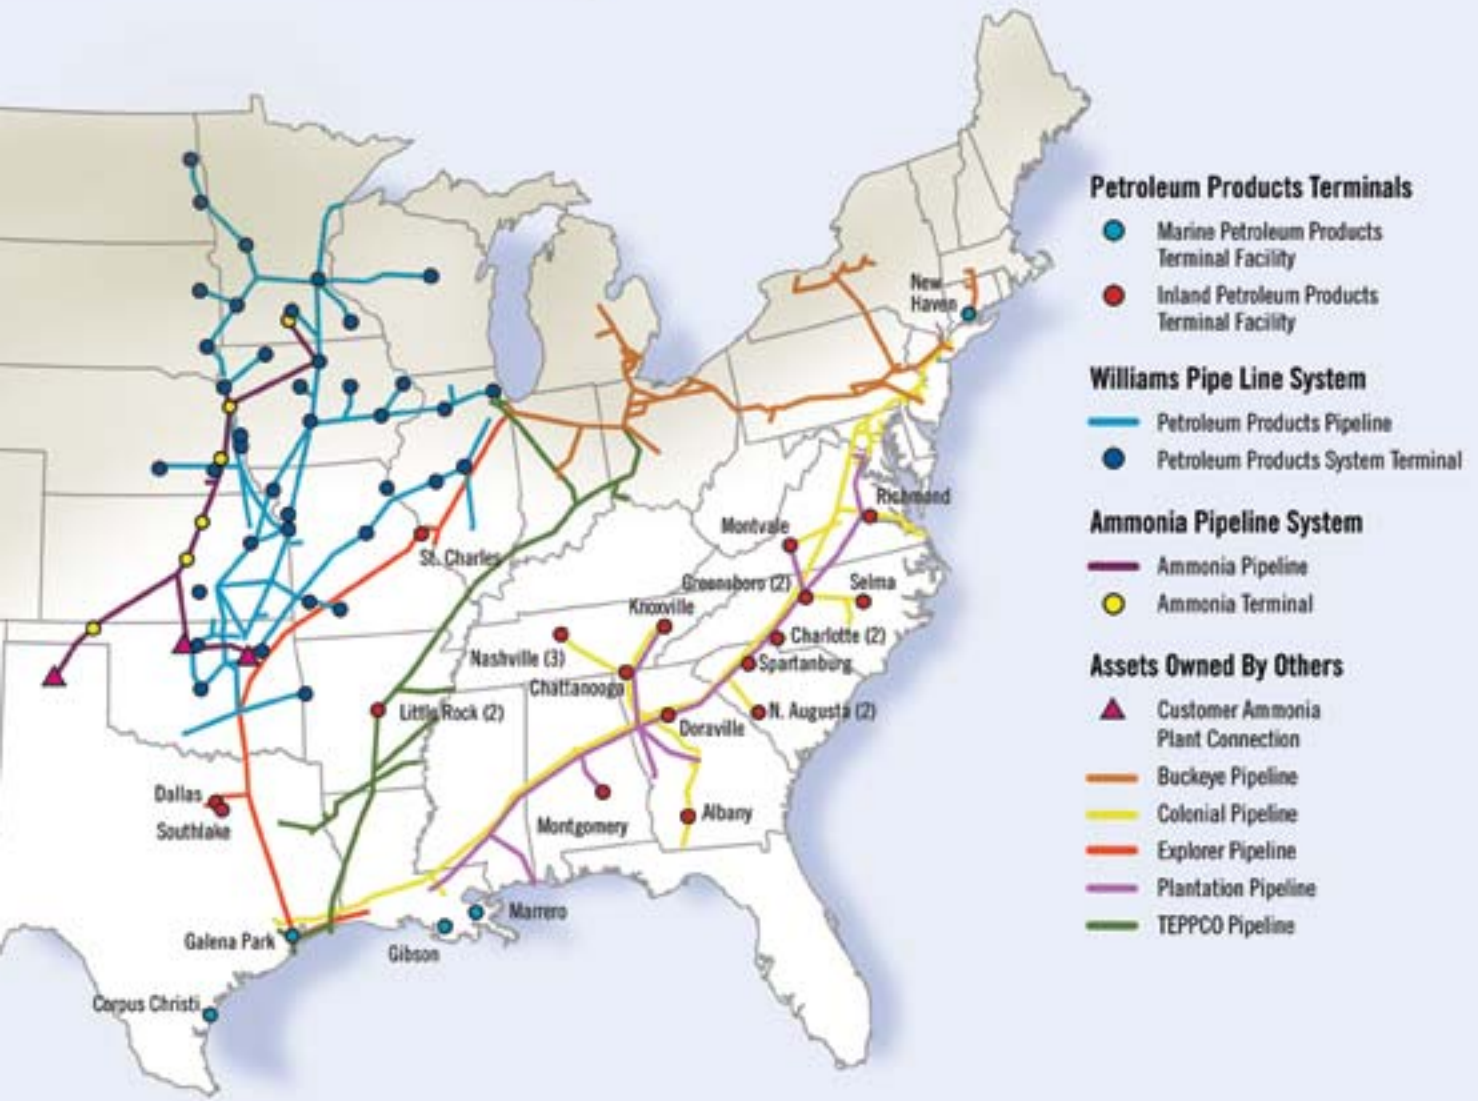 New
Haven
Richmond
Montvale
St. Charles
Greensboro (2)
Selma
Knoxville
Charlotte (2)
Nashville (3)
Spartanburg
Chattanooga
Little Rock (2)
N. Augusta (2)
Doraville
Dallas
Southlake
Montgomery
Albany
Marrero
Galena Park
Gibson
Corpus Christi
Petroleum Products Terminals
Marine Petroleum Products
Terminal Facility
Inland Petroleum Products
Terminal Facility
Williams Pipe Line System
Petroleum Products Pipeline
Petroleum Products System Terminal
Ammonia Pipeline System
Ammonia Pipeline
Ammonia Terminal
Assets Owned By Others
Customer Ammonia
Plant Connection
Buckeye Pipeline
Colonial Pipeline
Explorer Pipeline
Plantation Pipeline
TEPPCO Pipeline